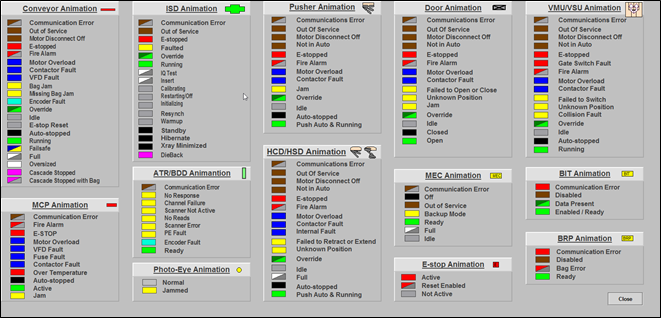 Conveyor Animation
Communication Error
Out of Service
Motor Disconnect Off
E-stopped
Fire Alarm
Motor Overload
Contactor Fault
VFD Fault
Bag Jam
Missing Bag Jam
Encoder Fault
Override
Idle
E-stop Reset
Auto-stopped
Running
Failsafe
Full
Oversized
Cascade Stopped
Cascade Stopped with Bag
MCP Animation
Communication Error
Fire Alarm
E-STOP
Motor Overload
VFD Fault
Fuse Fault
Contactor Fault
Over Temperature
Auto-stopped
Active
Jam
ISD Animation
Communication Error
Out of Service
E-stopped
Faulted
Override
Running
IQ Test
Insert
Calibrating
Restarting/Off
Initializing
Resynch
Warmup
Standby
Hibernate
Xray Minimized
DieBack
ATR/BDD Animantion
Communication Error
No Response
Channel Failure
Scanner Not Active
No Reads
Scanner Error
PE Fault
Encoder Fault
Ready
Photo-Eye Animation
Normal
Jammed
Pusher Animation
Communications Error
Out of Service
Motor Disconnect Off
Not in Auto
E-stopped
Fire Alarm
Motor Overload
Contactor Fault
Jam
Override
Idle
Auto-stopped
Push Auto & Running
HCD/HSD Animation
Communications Error
Out Of Service
Motor Disconnect Off
Not in Auto
E-stopped
Fire Alarm
Motor Overload
Contactor Fault
Internal Fault
Failed to Retract or Extend
Unknown Position
Override
Idle
Full
Auto-stopped
Push Auto & Running
Door Animation
Communications Error
Out of Service
Motor Disconnect Off
Not in Auto
E-stopped
Fire Alarm
Motor Overload
Contactor Fault
Failed to Open or Close
Unknown Position
Jam
Override
Idle
Closed
Open
MEC Animation
MEC
Communication Error
Off
Out of Service
Backup Mode
Ready
Full
Idle
E-stop Animation
Active
Reset Enabled
Not Active
VMU/VSU Animation
Communications Error
Out of Service
Motor Disconnect Off
Not in Auto
E-stopped
Gate Switch Fault
Fire Alarm
Motor Overload
Contactor Fault
Failed to Switch
Unknown Position
Collision Fault
Override
Idle
Auto-stopped
Running
BIT Animation
BIT
Communication Error
Disabled
Data Present
Enabled / Ready
BRP Animation
BRP
Communication Error
Disabled
Bag Error
Ready
Close